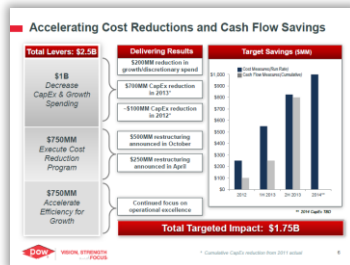 Accelerating Cost Reductions and Cash Flow Savings
Total Levers: $2.5B
Delivering Results
Target Savings ($MM)
$1B
Decrease
CapEx & Growth
Spending
$200MM reduction in
growth/discretionary spend
$700MM CapEx reduction
in 2013*
~$100MM CapEx reduction
in 2012*
$750MM
Execute Cost
Reduction
Program
$500MM restructuring
announced in October
$250MM restructuring
announced in April
$750MM
Accelerate
Efficiency for
Growth
Continued focus on
operational excellence
Cost Measures(Run Rate)
Cash Flow Measures(Cumulative)
$1,000
$900
$800
$700
$600
$500
$400
$300
$200
$100
$0
2012
1H 2013
2H 2013
2014**
** 2014 CapEx TBD
Total Targeted Impact: $1.75B
Dow
VISION. STRENGTH
FOCUS
* Cumulative CapEx reduction from 2011 actual